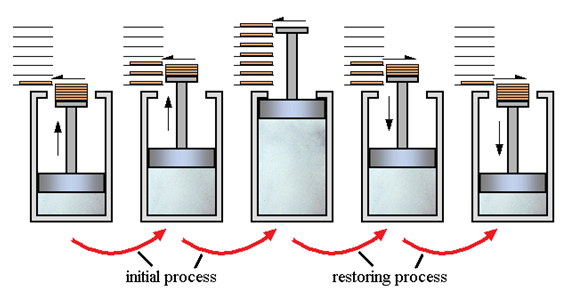 initial process
restoring process